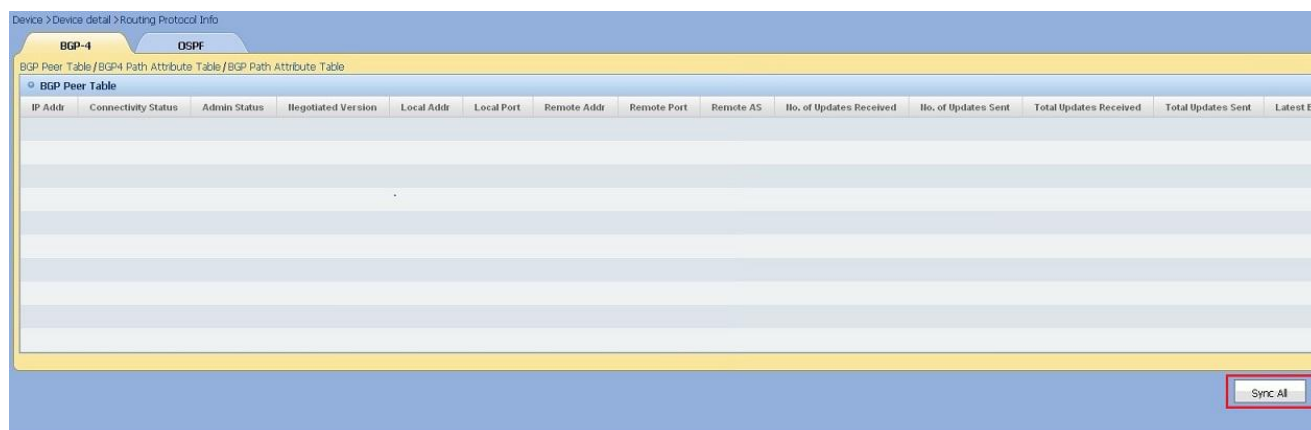 Device >Device detail >Routing Protocol Info
BGP-4 OSPF
BGP Peer Table / BGP4 Path Attribute Table / BGP Path Attribute Table
BGP Peer Table
IP Addr Connectivity Status Admin Status Negotiated Version Local Addr Local Port Remote Addr Remote Port Remote AS No. of Updates Received No. of Updates Sent Total Updates Received Total Updates Sent Latest E
Sync All